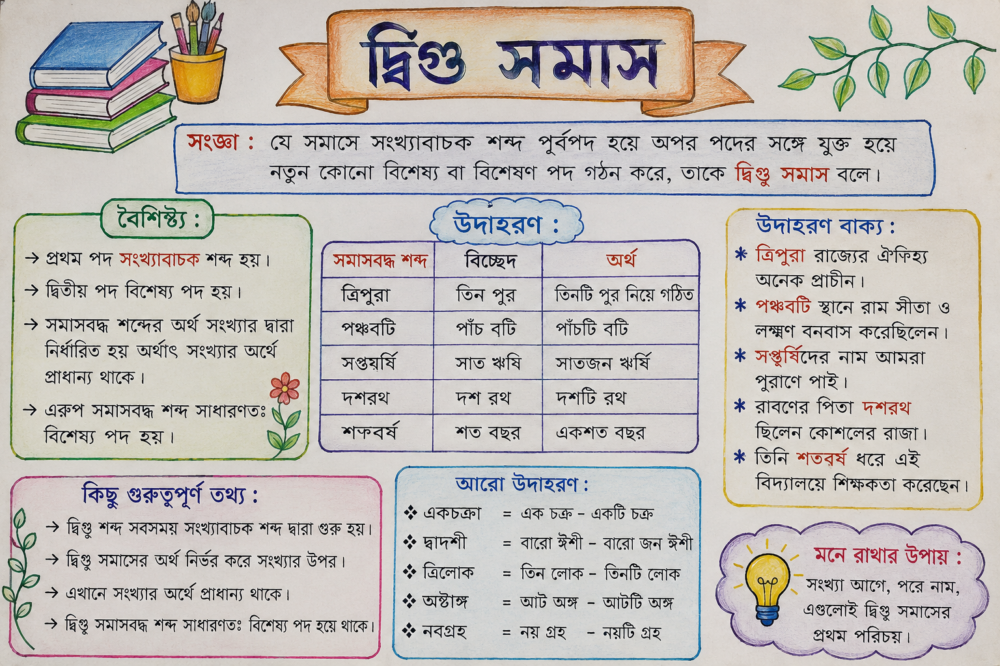 দ্বিগু সমাস
সংজ্ঞা : যে সমাসে সংখ্যাবাচক শব্দ পূর্বপদ হয়ে অপর পদের সঙ্গে যুক্ত হয়ে
নতুন কোনো বিশেষ্য বা বিশেষণ পদ গঠন করে, তাকে দ্বিগু সমাস বলে।
বৈশিষ্ট্য :
→ প্রথম পদ সংখ্যাবাচক শব্দ হয়।
→ দ্বিতীয় পদ বিশেষ্য পদ হয়।
→ সমাসবদ্ধ শব্দের অর্থ সংখ্যার দ্বারা
নির্ধারিত হয় অর্থাৎ সংখ্যার অর্থে
প্রাধান্য থাকে।
→ এরুপ সমাসবদ্ধ শব্দ সাধারণতঃ
বিশেষ্য পদ হয়।
উদাহরণ :
সমাসবদ্ধ শব্দ বিচ্ছেদ অর্থ
ত্রিপুরা তিন পুর তিনটি পুর নিয়ে গঠিত
পঞ্চবটি পাঁচ বটি পাঁচটি বটি
সপ্তয়র্ষি সাত ঋষি সাতজন ঋর্ষি
দশরথ দশ রথ দশটি রথ
শতবর্ষ শত বছর একশত বছর
উদাহরণ বাক্য :
* ত্রিপুরা রাজ্যের
অনেক প্রাচীন।
* পঞ্চবটি স্থানে রাম সীতা ও
লক্ষ্মণ বনবাস করেছিলেন।
* সপ্তুর্ষিদের নাম আমরা
পুরাণে পাই।
* রাবণের পিতা দশরথ
ছিলেন কোশলের রাজা।
* তিনি শতবর্ষ ধরে এই
বিদ্যালয়ে শিক্ষকতা করেছেন।
কিছু গুরুত্বপূর্ণ তথ্য :
→ দ্বিগু শব্দ সবসময় সংখ্যাবাচক শব্দ দ্বারা শুরু হয়।
→ দ্বিগু সমাসের অর্থ নির্ভর করে সংখ্যার উপর।
→ এখানে সংখ্যার অর্থে প্রাধান্য থাকে।
→ দ্বিগু সমাসবদ্ধ শব্দ সাধারণতঃ বিশেষ্য পদ হয়ে থাকে।
আরো উদাহরণ :
❖ একচক্রা = এক চক্র – একটি চক্র
❖ দ্বাদশী = বারো ঈশী – বারো জন ঈশী
❖ ত্রিলোক = তিন লোক – তিনটি লোক
❖ অষ্টাঙ্গ = আট অঙ্গ – আটটি অঙ্গ
❖ নবগ্রহ = নয় গ্রহ – নয়টি গ্রহ
মনে রাখার উপায় :
সংখ্যা আগে, পরে নাম,
এগুলোই দ্বিগু সমাসের
প্রথম পরিচয়।